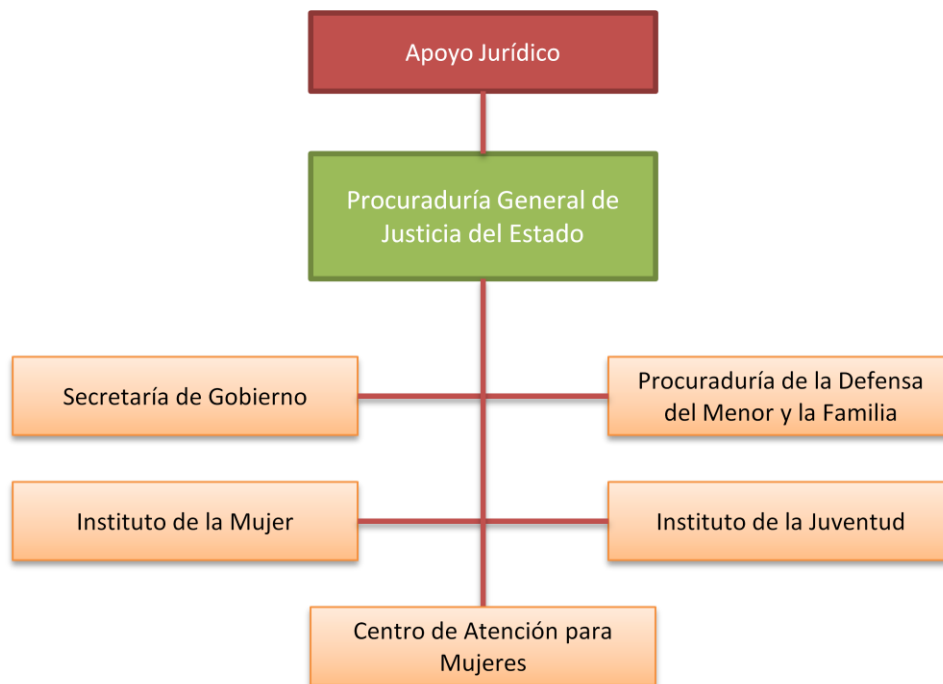 Apoyo Jurídico
Procuraduría General de
Justicia del Estado
Secretaría de Gobierno
Procuraduría de la Defensa
del Menor y la Familia
Instituto de la Mujer
Instituto de la Juventud
Centro de Atención para
Mujeres